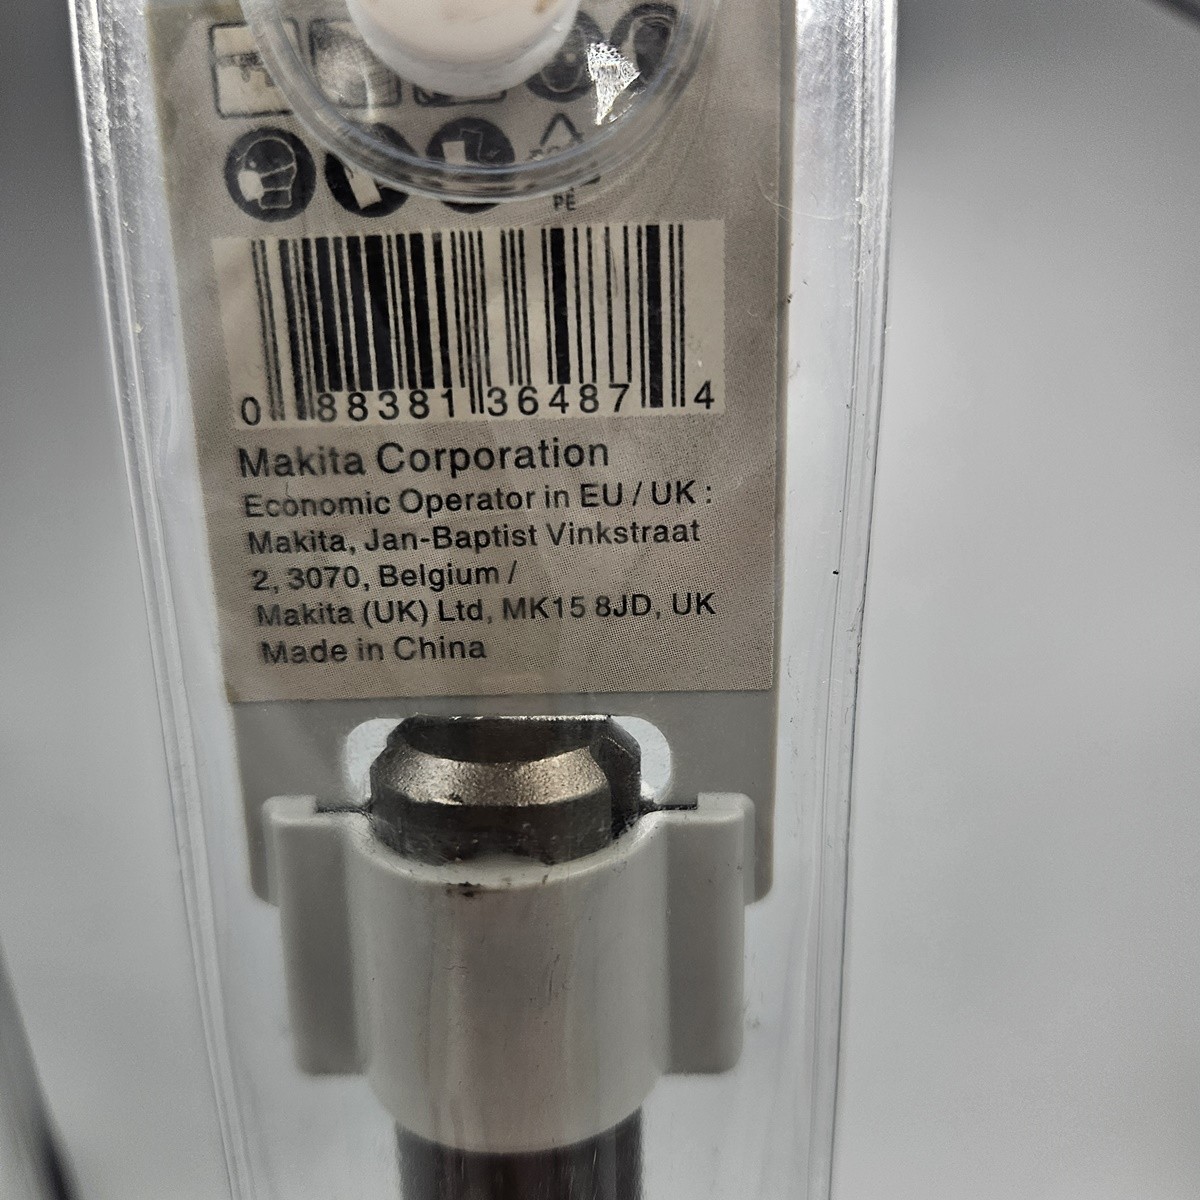 PE
0 88381 36487 4
Makita Corporation
Economic Operator in EU / UK :
Makita, Jan-Baptist Vinkstraat
2, 3070, Belgium /
Makita (UK) Ltd, MK15 8JD, UK
Made in China